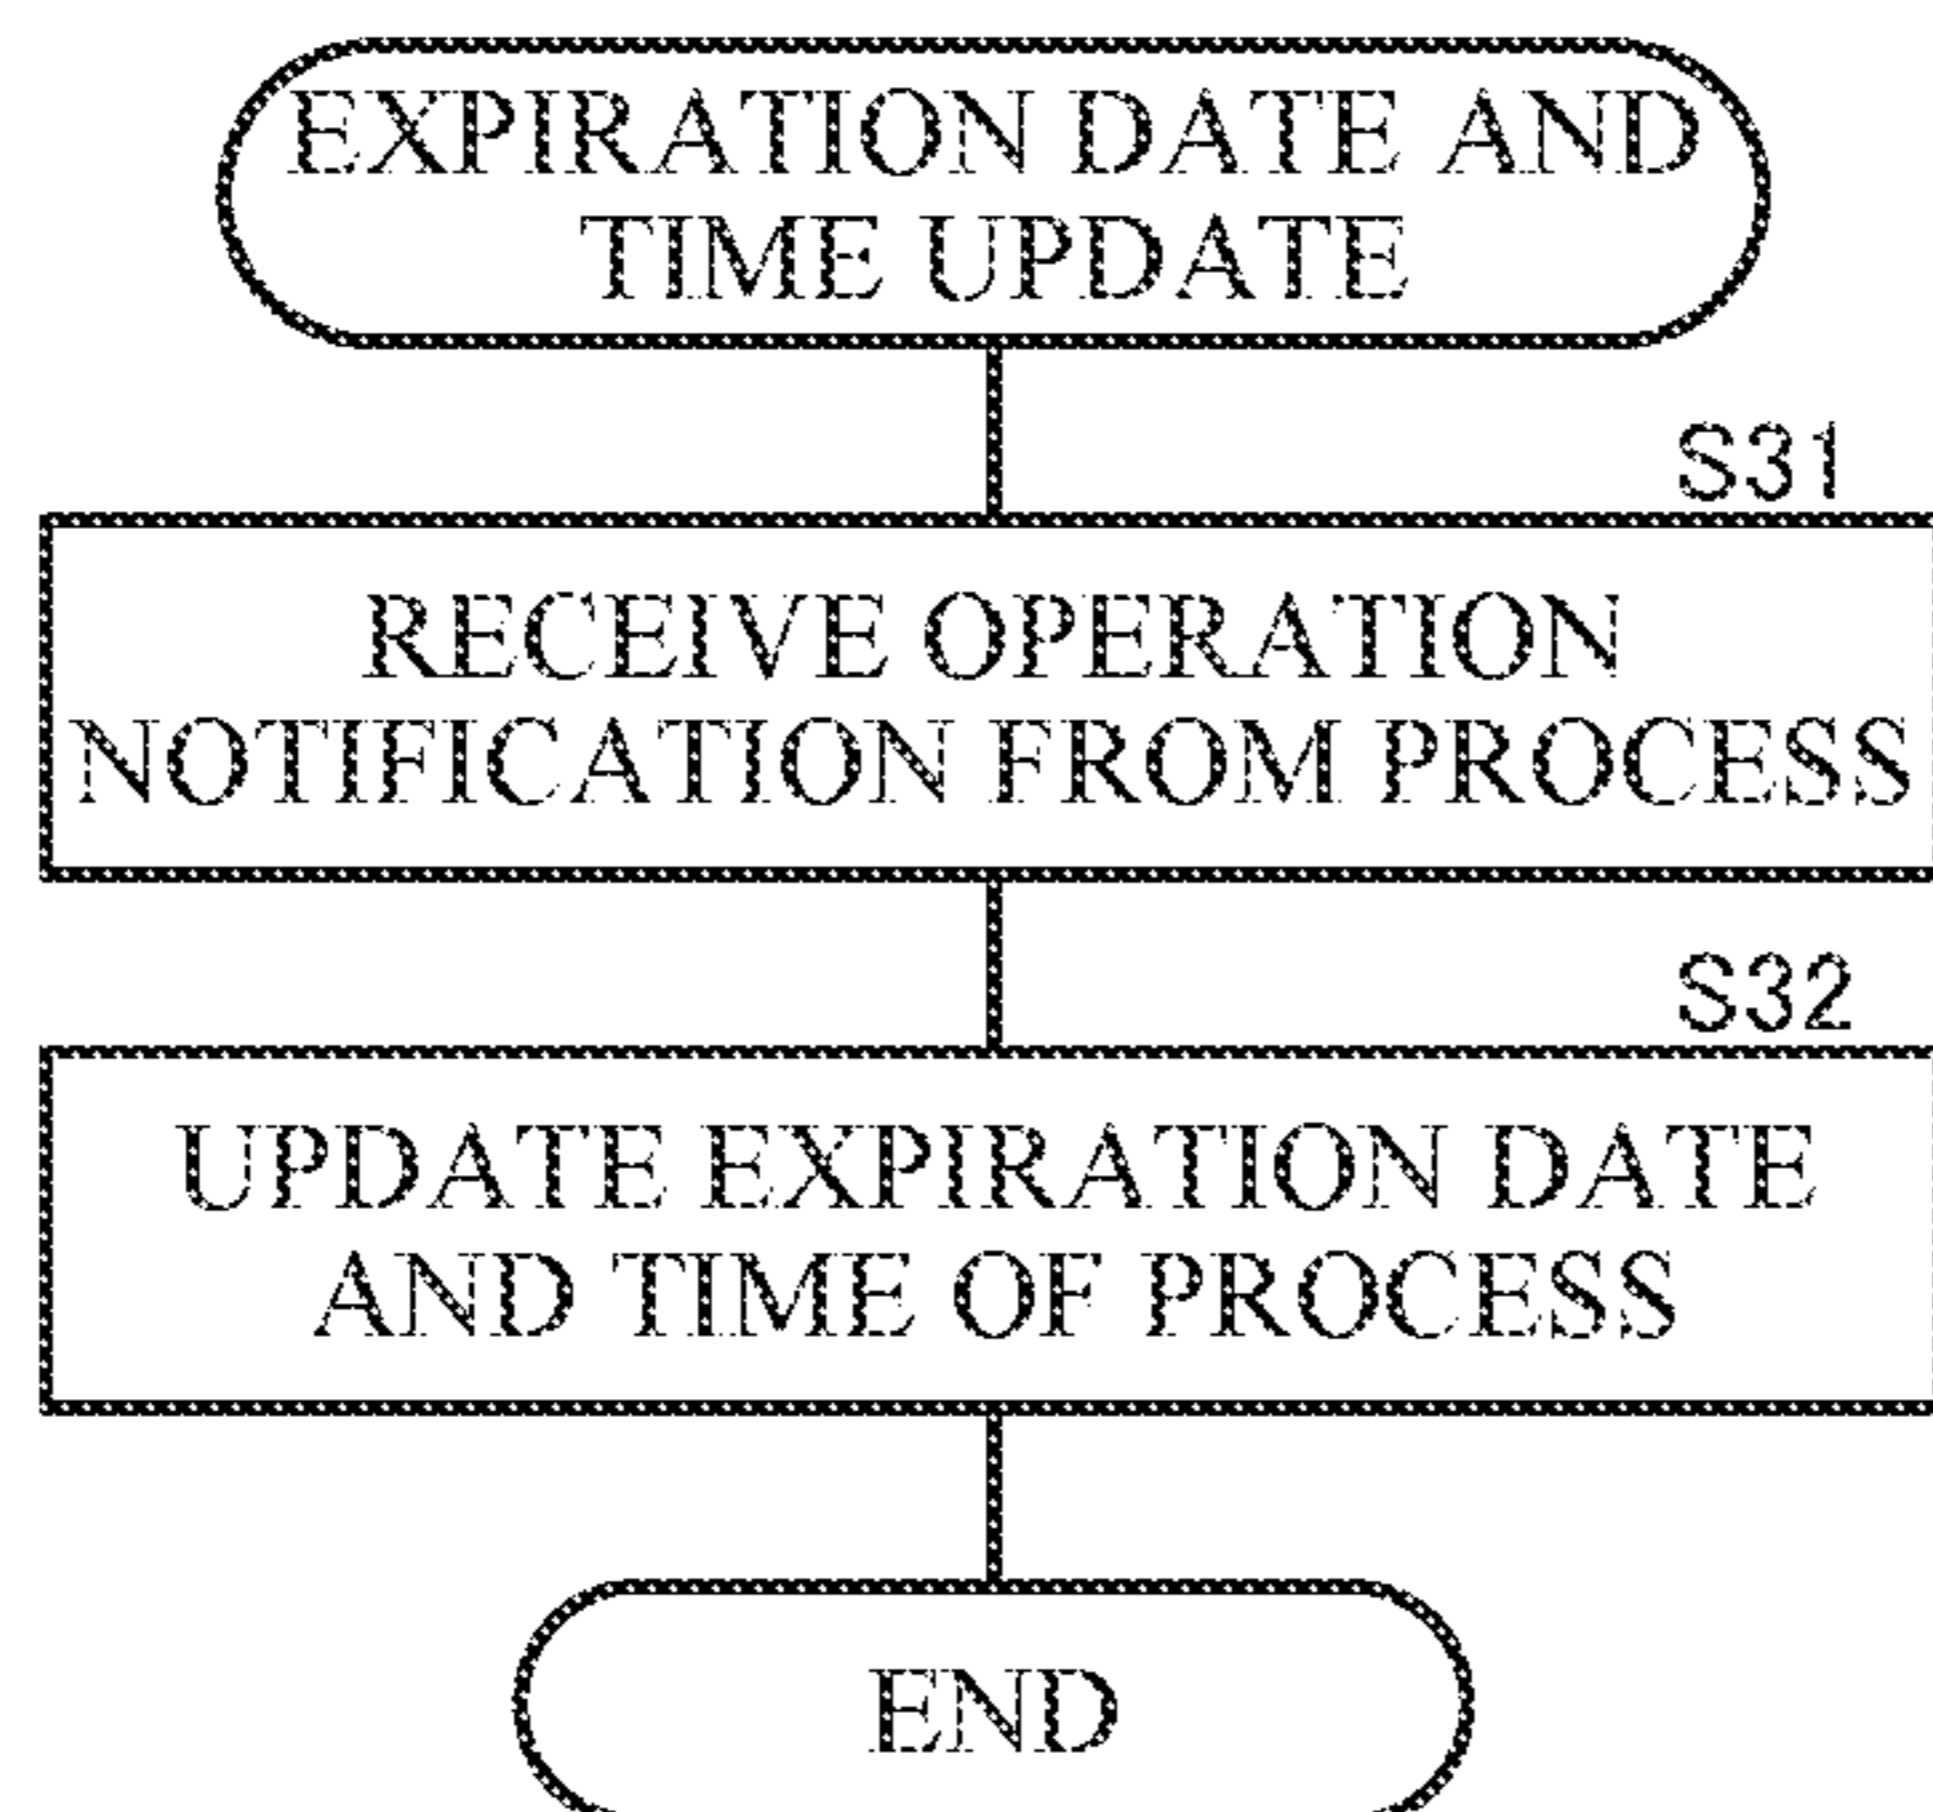 EXPIRATION DATE AND
TIME UPDATE
S31
RECEIVE OPERATION
NOTIFICATION FROM PROCESS
S32
UPDATE EXPIRATION DATE
AND TIME OF PROCESS
END